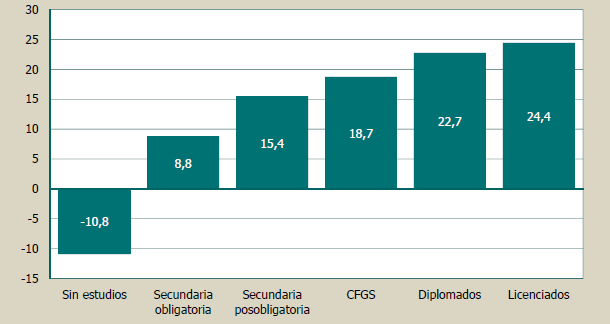 30
25
20
15
10
5
0
-5
-10
-15
-10,8
8,8
15,4
18,7
22,7
24,4
Sin estudios
Secundaria
obligatoria
Secundaria
posobligatoria
CFGS
Diplomados
Licenciados